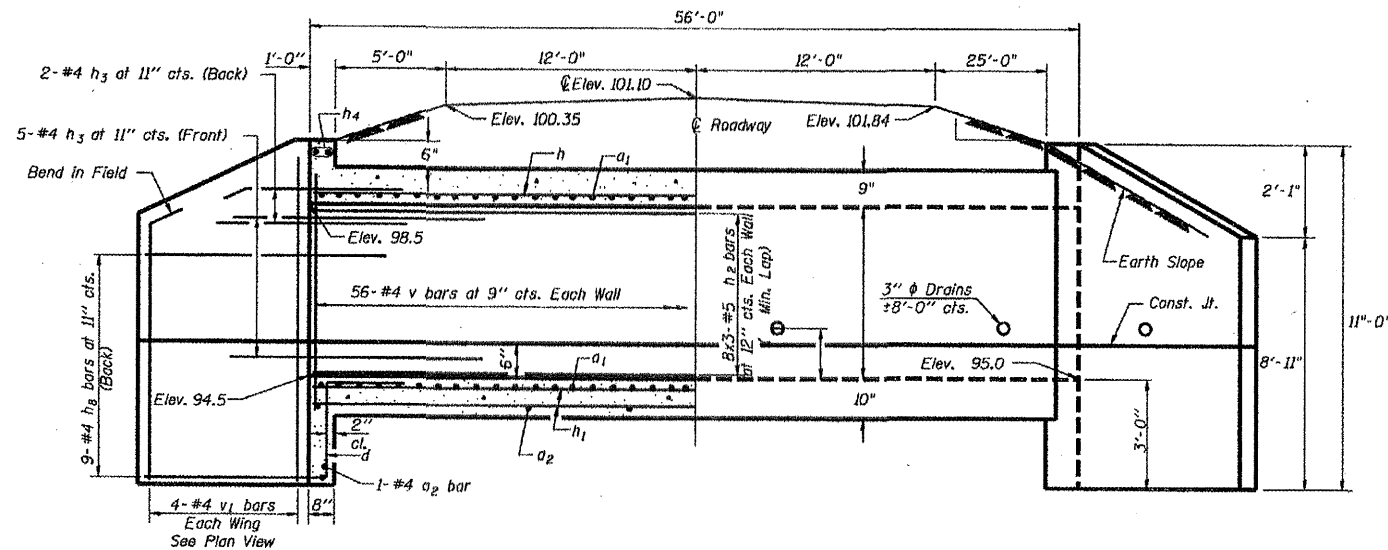 56'-0"
1'-0"
5'-0"
12'-0"
12'-0"
25'-0"
2-#4 h3 at 11" cts. (Back)
℄ Elev. 101.10
h4
Elev. 100.35
℄ Roadway
Elev. 101.84
5-#4 h3 at 11" cts. (Front)
6"
h
a1
Bend in Field
9"
2'-1"
Elev. 98.5
Earth Slope
56-#4 v bars at 9" cts. Each Wall
8x3-#5 h2 bars
at 12" cts. Each Wall
Min. Lap)
3" ϕ Drains
±8'-0" cts.
Const. Jt.
11"-0"
9-#4 h8 bars at 11" cts.
(Back)
6"
a1
Elev. 95.0
8'-11"
Elev. 94.5
10"
2"
cl.
d
h1
a2
3'-0"
1-#4 a2 bar
4-#4 v1 bars
Each Wing
See Plan View
8"